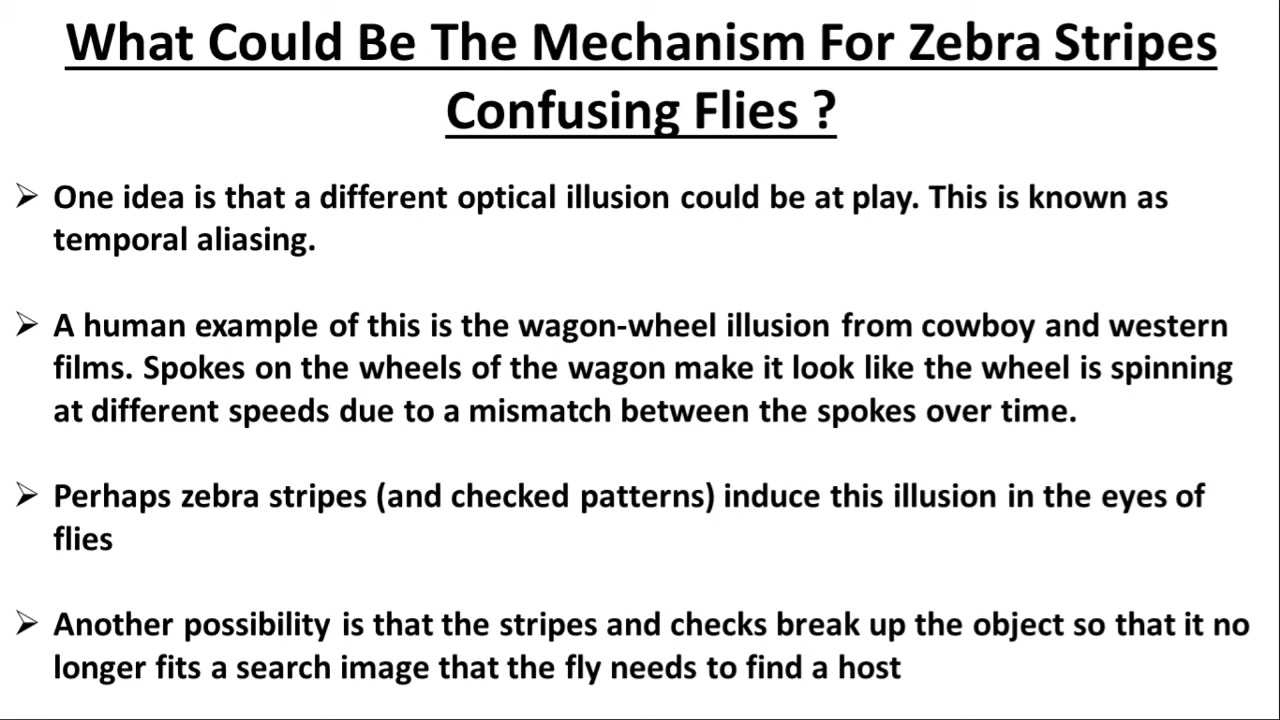 What Could Be The Mechanism For Zebra Stripes
Confusing Flies ?
➢ One idea is that a different optical illusion could be at play. This is known as
temporal aliasing.
➢ A human example of this is the wagon-wheel illusion from cowboy and western
films. Spokes on the wheels of the wagon make it look like the wheel is spinning
at different speeds due to a mismatch between the spokes over time.
➢ Perhaps zebra stripes (and checked patterns) induce this illusion in the eyes of
flies
➢ Another possibility is that the stripes and checks break up the object so that it no
longer fits a search image that the fly needs to find a host